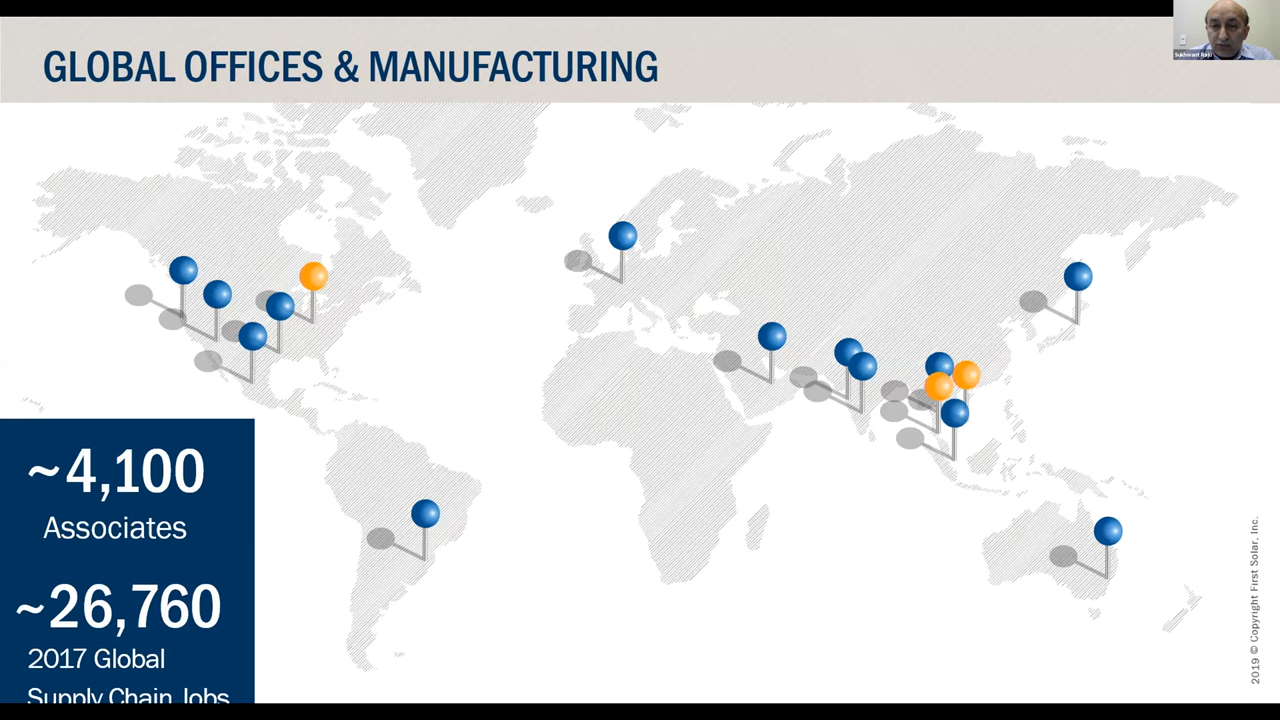 GLOBAL OFFICES & MANUFACTURING
~4,100
Associates
~26,760
2017 Global
Supply Chain Jobs
2019 © Copyright First Solar, Inc.